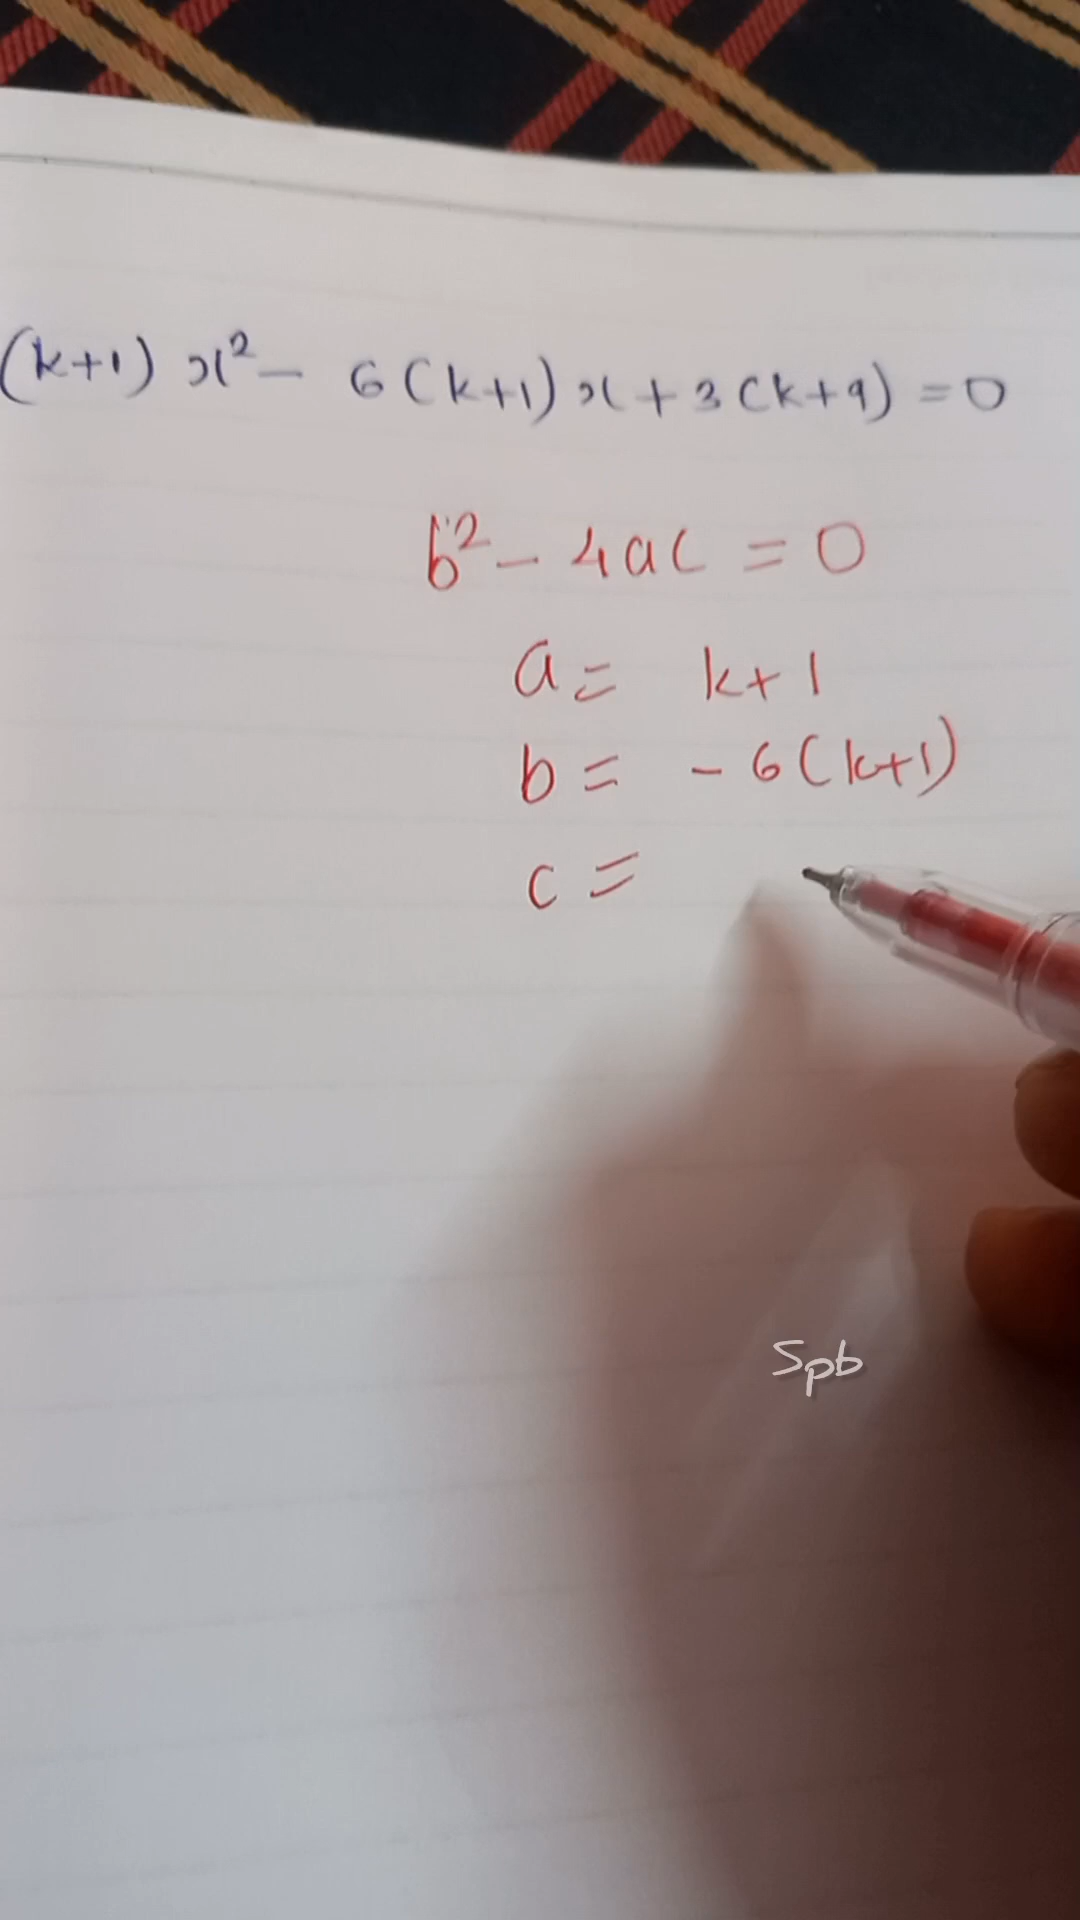 (k+1) x² - 6(k+1)x + 3(k+9) = 0
b² - 4ac = 0
a = k+1
b = -6(k+1)
c =
Spb